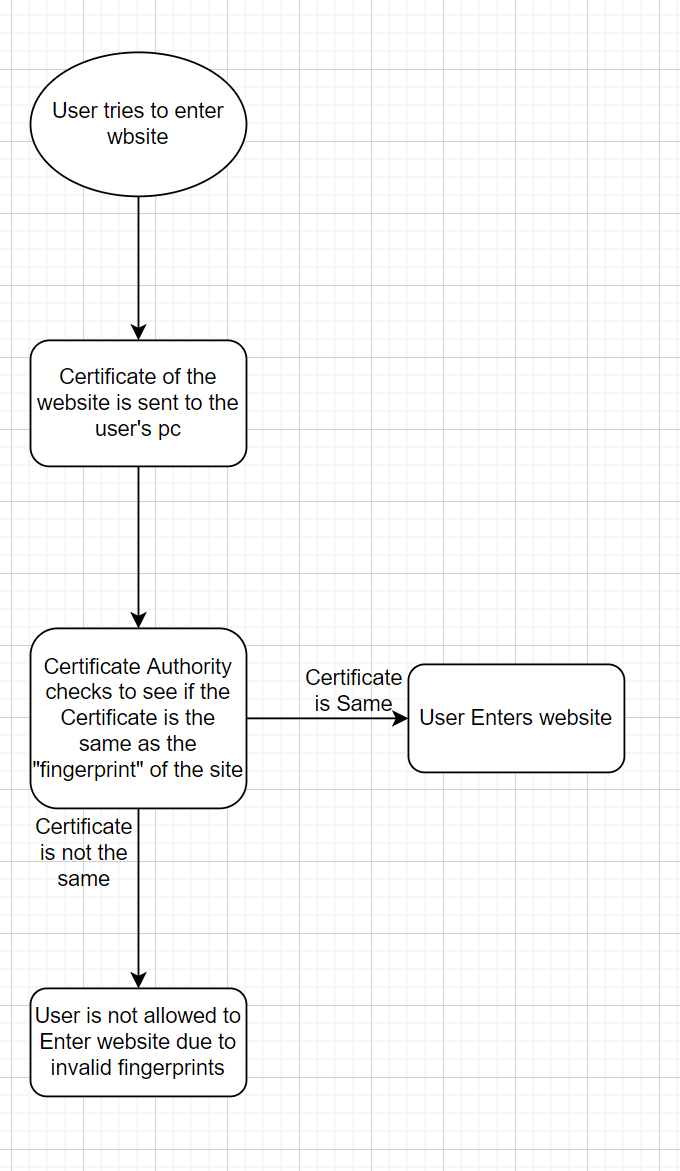 User tries to enter
wbsite
Certificate of the
website is sent to the
user's pc
Certificate Authority
checks to see if the
Certificate is the
same as the
"fingerprint" of the site
Certificate
is Same
User Enters website
Certificate
is not the
same
User is not allowed to
Enter website due to
invalid fingerprints